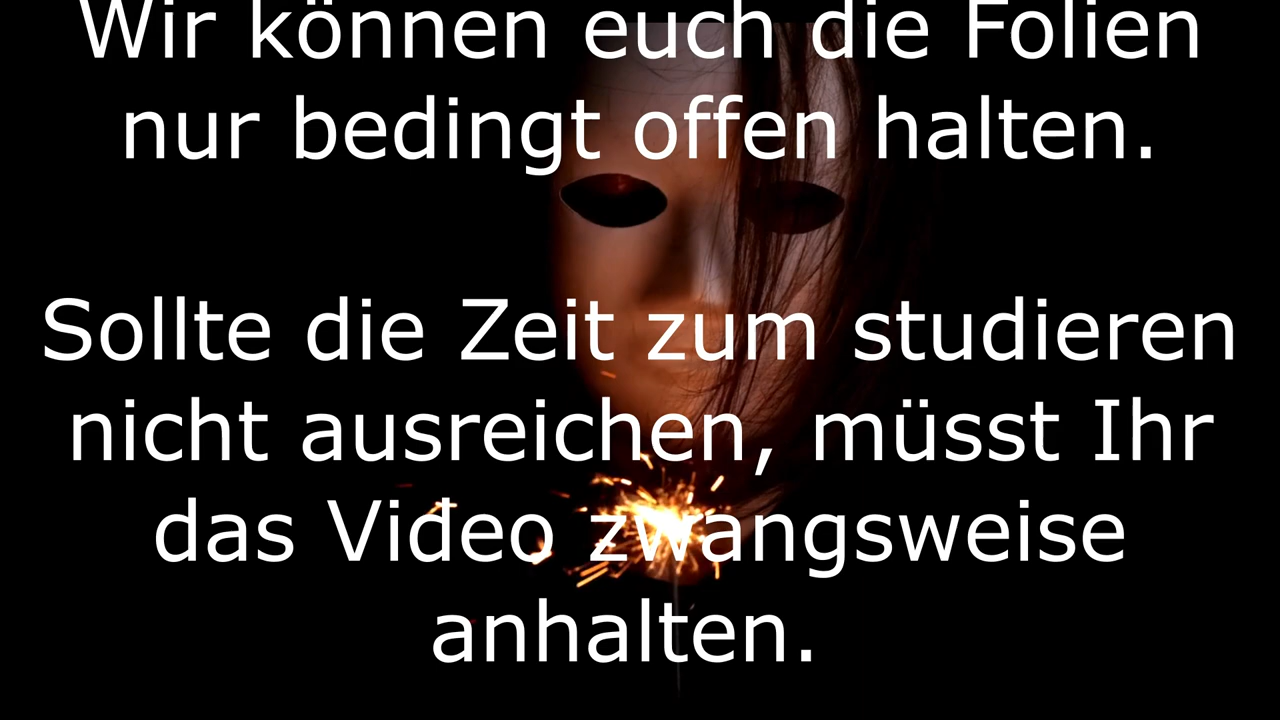 Wir können euch die Folien
nur bedingt offen halten.
Sollte die Zeit zum studieren
nicht ausreichen, müsst Ihr
das Video zwangsweise
anhalten.